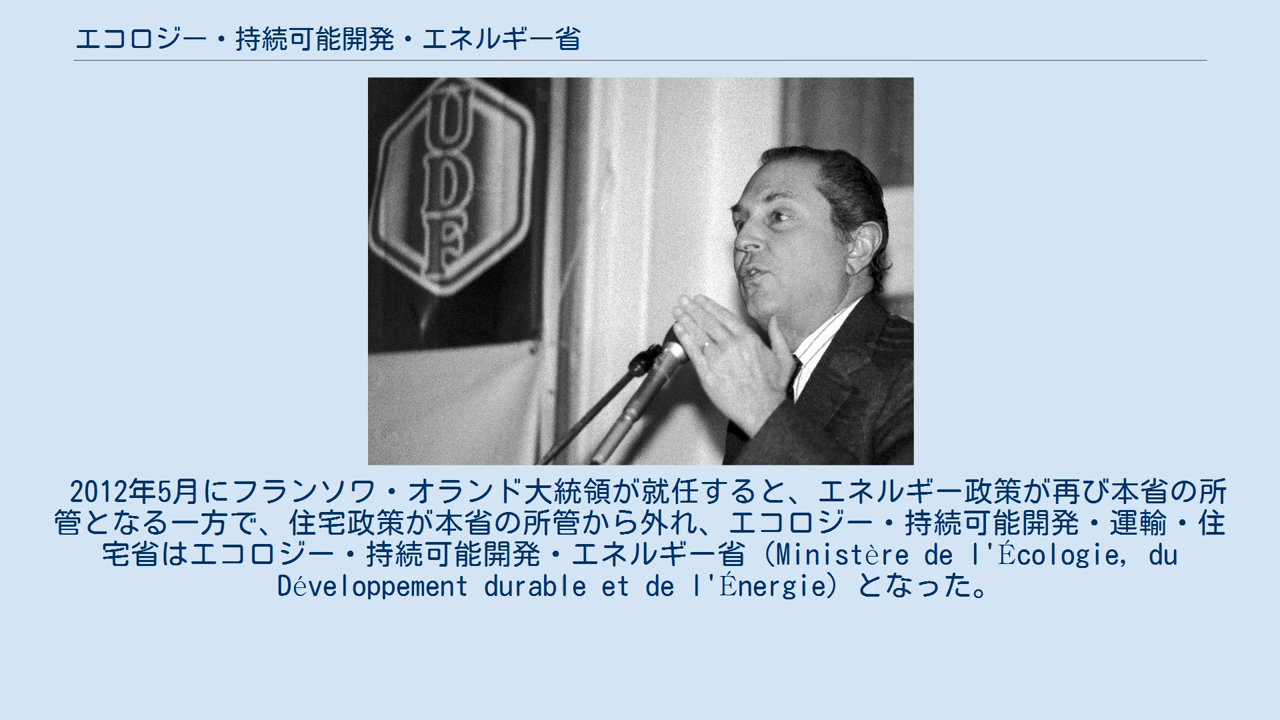 エコロジー・持続可能開発・エネルギー省
UDF
2012年5月にフランソワ・オランド大統領が就任すると、エネルギー政策が再び本省の所
管となる一方で、住宅政策が本省の所管から外れ、エコロジー・持続可能開発・運輸・住
宅省はエコロジー・持続可能開発・エネルギー省（Ministère de l'Écologie, du
Développement durable et de l'Énergie）となった。